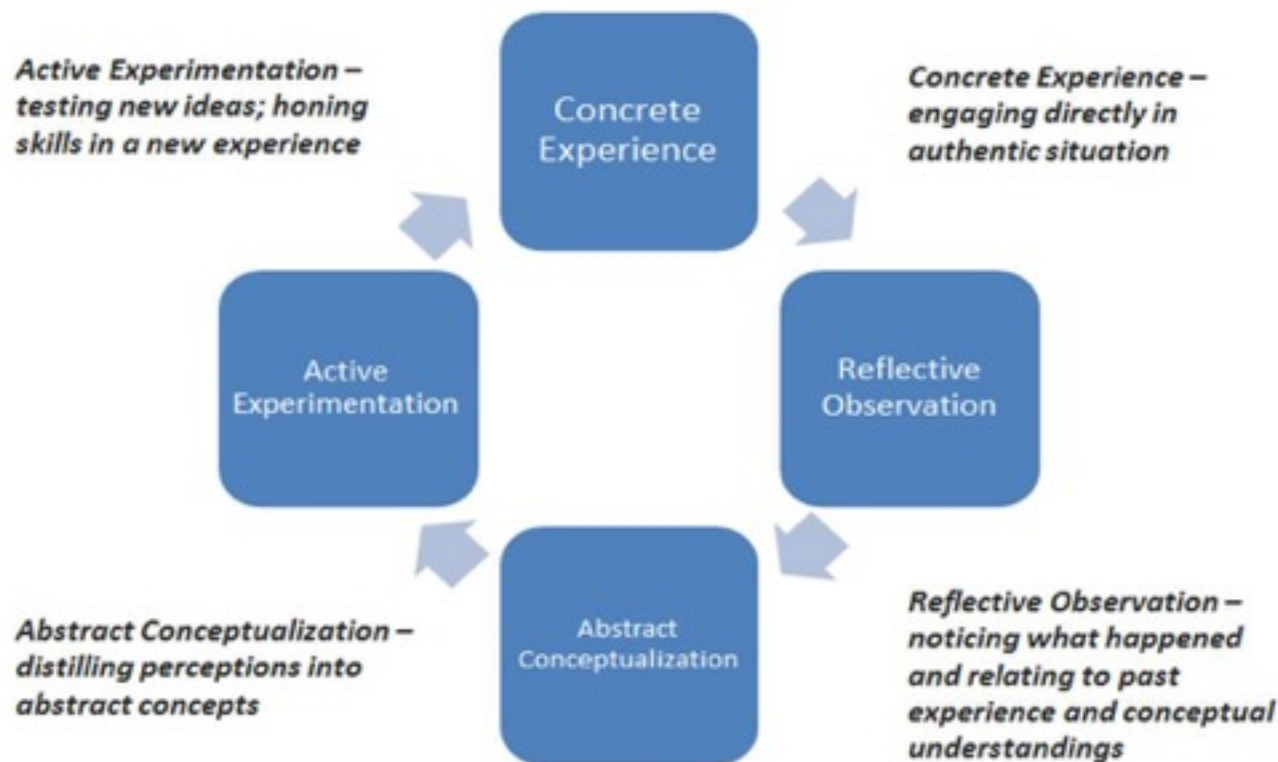 Active Experimentation –
testing new ideas; honing
skills in a new experience
Concrete
Experience
Concrete Experience –
engaging directly in
authentic situation
Active
Experimentation
Reflective
Observation
Abstract Conceptualization –
distilling perceptions into
abstract concepts
Abstract
Conceptualization
Reflective Observation –
noticing what happened
and relating to past
experience and conceptual
understandings